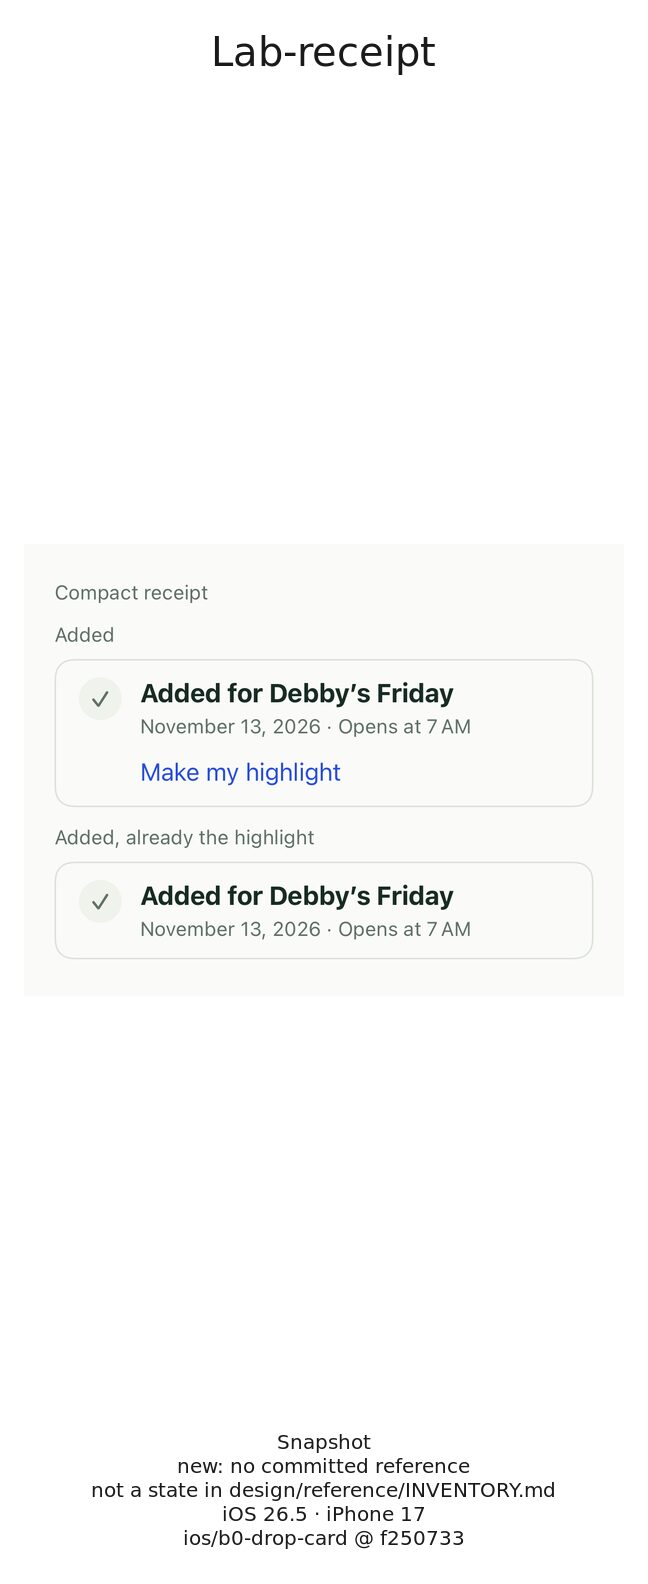 Lab-receipt
Compact receipt
Added
Added for Debby’s Friday
November 13, 2026 · Opens at 7 AM
Make my highlight
Added, already the highlight
Added for Debby’s Friday
November 13, 2026 · Opens at 7 AM
Snapshot
new: no committed reference
not a state in design/reference/INVENTORY.md
iOS 26.5 · iPhone 17
ios/b0-drop-card @ f250733